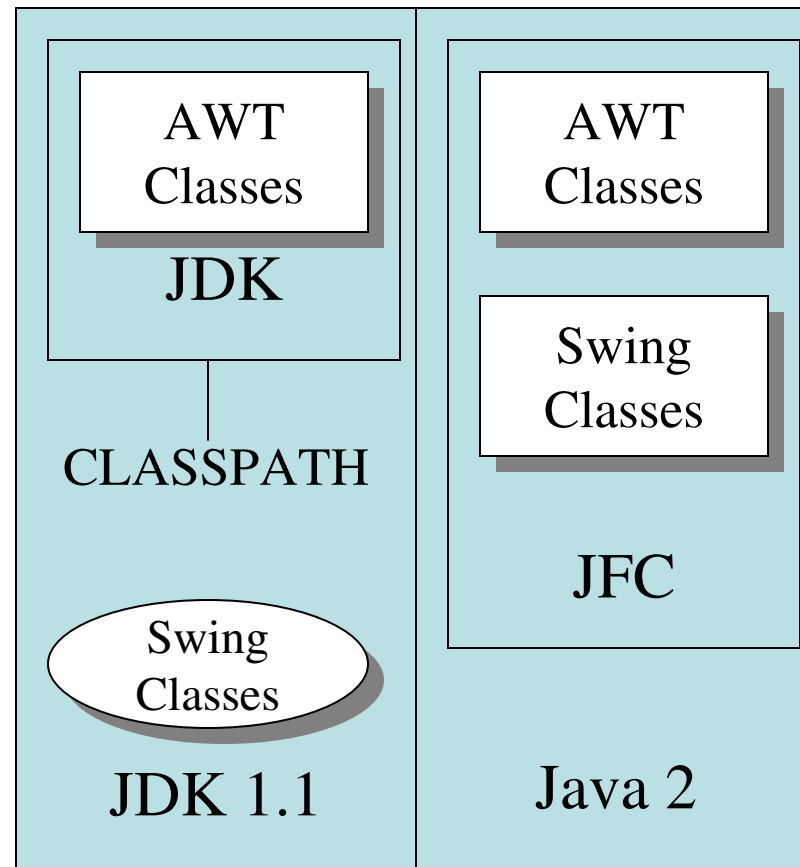 AWT
Classes
JDK
CLASSPATH
Swing
Classes
JDK 1.1
AWT
Classes
Swing
Classes
JFC
Java 2